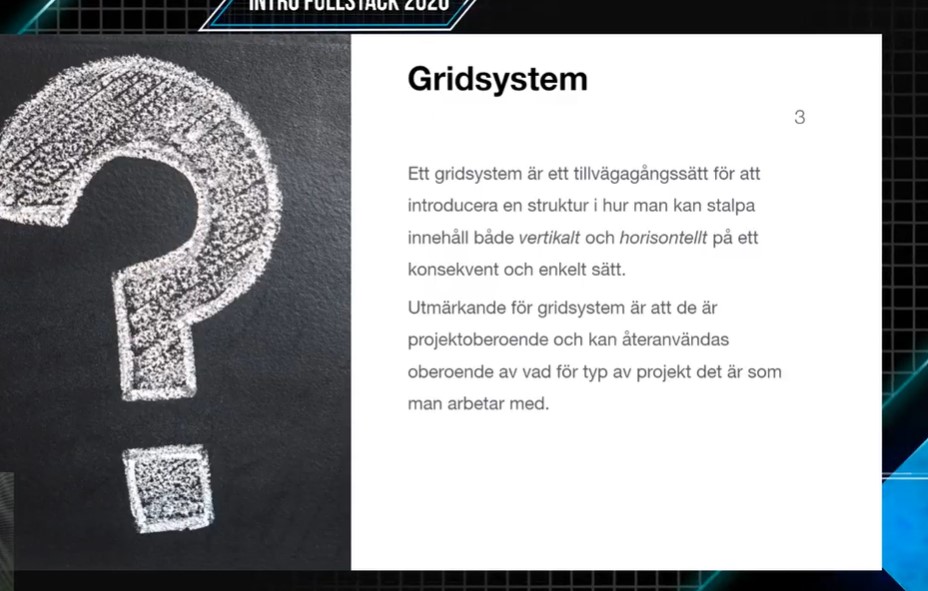 INTRO FULLSTACK 2020
Gridsystem
3
Ett gridsystem är ett tillvägagångssätt för att
introducera en struktur i hur man kan stalpa
innehåll både vertikalt och horisontellt på ett
konsekvent och enkelt sätt.
Utmärkande för gridsystem är att de är
projektoberoende och kan återanvändas
oberoende av vad för typ av projekt det är som
man arbetar med.